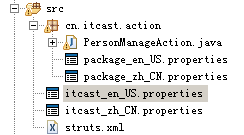 src
cn.itcast.action
PersonManageAction.java
package_en_US.properties
package_zh_CN.properties
itcast_en_US.properties
itcast_zh_CN.properties
struts.xml